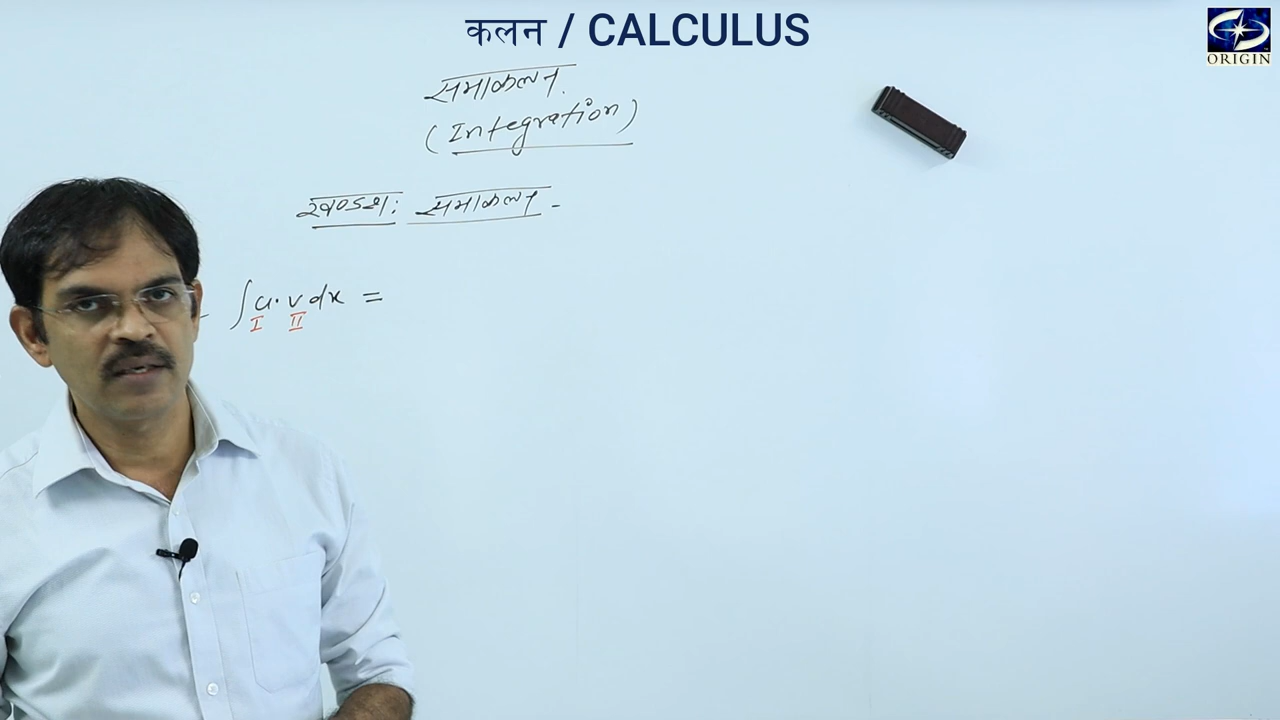 कलन / CALCULUS
ORIGIN
समाकलन.
(Integration)
खण्डशः समाकलन -
∫u. v dx =
I II